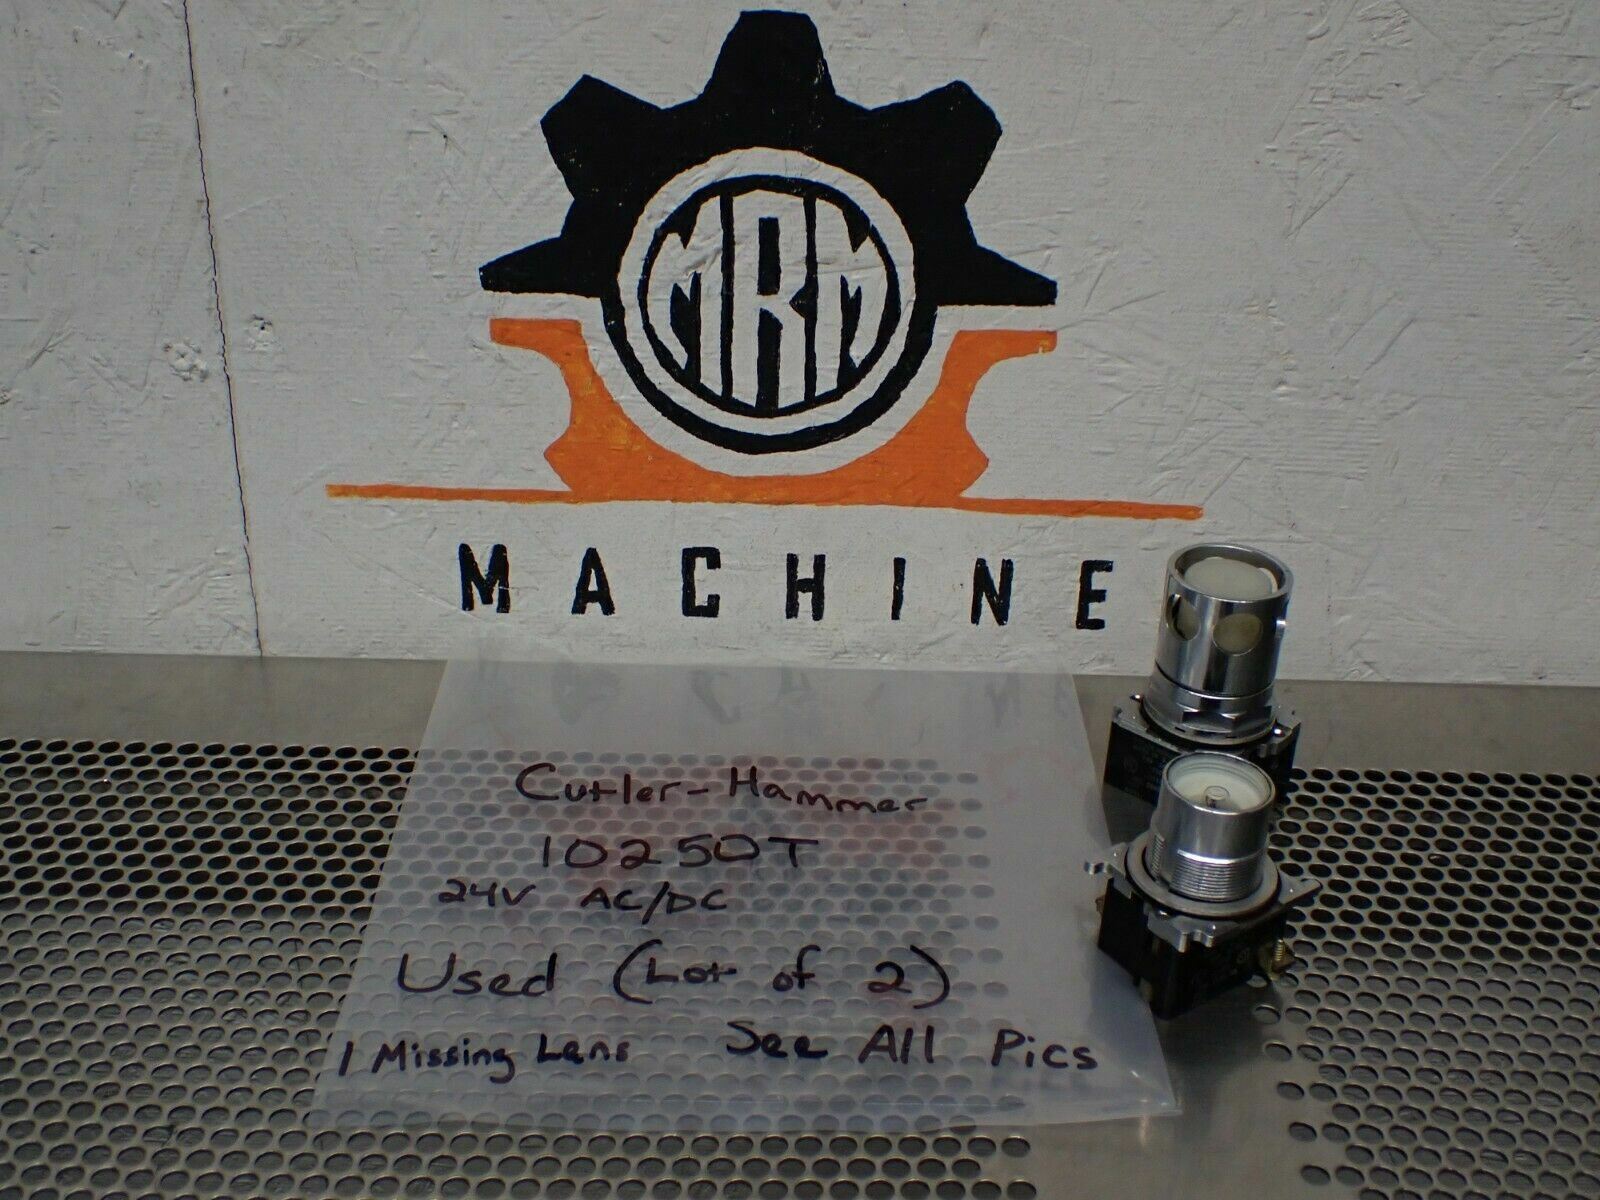 MRM
MACHINE
Cutler-Hammer
10250T
24V AC/DC
Used (Lot of 2)
1 Missing Lens See All Pics